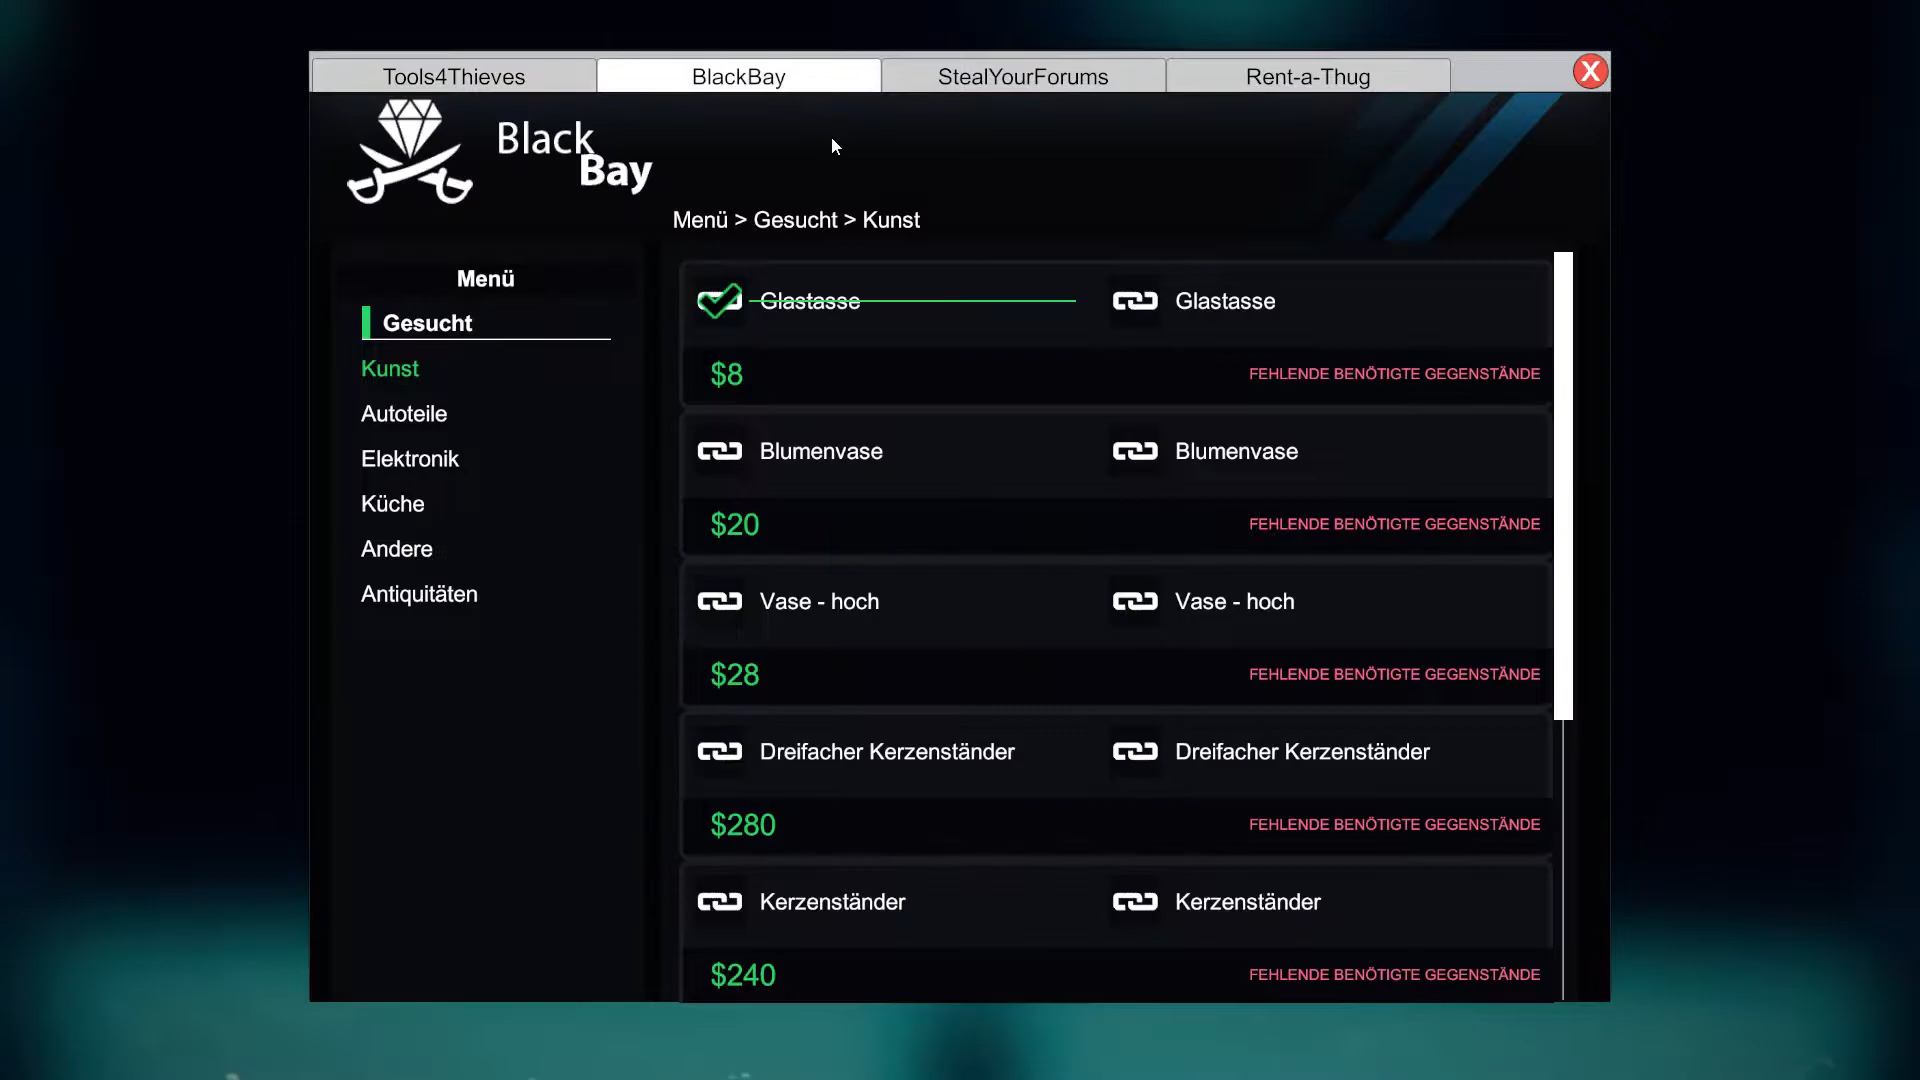 Tools4Thieves
BlackBay
StealYourForums
Rent-a-Thug
X
Black
Bay
Menü > Gesucht > Kunst
Menü
Gesucht
Kunst
Autoteile
Elektronik
Küche
Andere
Antiquitäten
Glastasse
Glastasse
$8
FEHLENDE BENÖTIGTE GEGENSTÄNDE
Blumenvase
Blumenvase
$20
FEHLENDE BENÖTIGTE GEGENSTÄNDE
Vase - hoch
Vase - hoch
$28
FEHLENDE BENÖTIGTE GEGENSTÄNDE
Dreifacher Kerzenständer
Dreifacher Kerzenständer
$280
FEHLENDE BENÖTIGTE GEGENSTÄNDE
Kerzenständer
Kerzenständer
$240
FEHLENDE BENÖTIGTE GEGENSTÄNDE